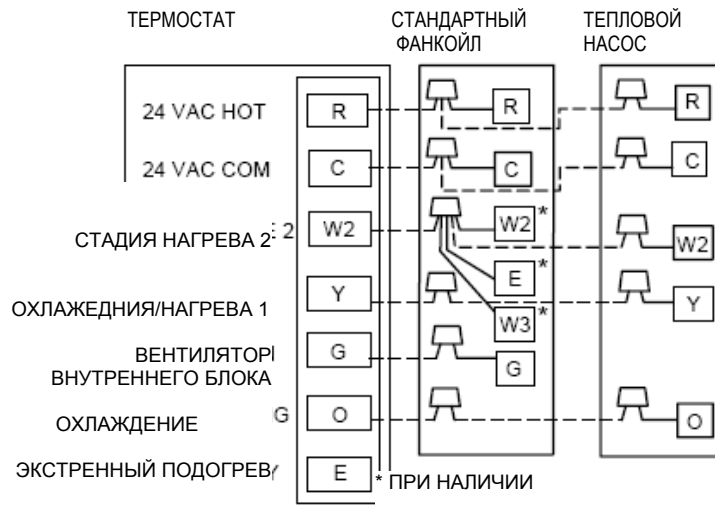 ТЕРМОСТАТ
СТАНДАРТНЫЙ
ФАНКОЙЛ
ТЕПЛОВОЙ
НАСОС
24 VAC HOT
R
R
R
24 VAC COM
C
C
C
СТАДИЯ НАГРЕВА 2
2
W2
W2
*
W2
E
*
ОХЛАЖЕДНИЯ/НАГРЕВА 1
Y
Y
W3
*
ВЕНТИЛЯТОР
ВНУТРЕННЕГО БЛОКА
G
G
ОХЛАЖДЕНИЕ
G
O
O
ЭКСТРЕННЫЙ ПОДОГРЕВ
E
* ПРИ НАЛИЧИИ